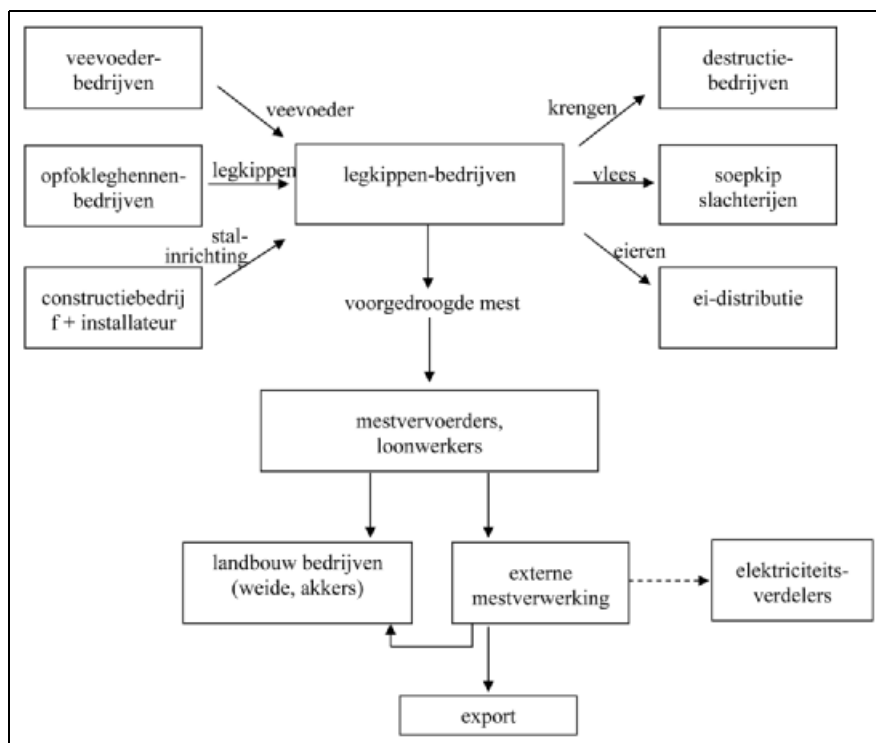 veevoeder-
bedrijven
veevoeder
opfokleghennen-
bedrijven
legkippen
stal-
inrichting
constructiebedrij
f + installateur
legkippen-bedrijven
krengen
destructie-
bedrijven
vlees
soepkip
slachterijen
eieren
ei-distributie
voorgedroogde mest
mestvervoerders,
loonwerkers
landbouw bedrijven
(weide, akkers)
externe
mestverwerking
elektriciteits-
verdelers
export